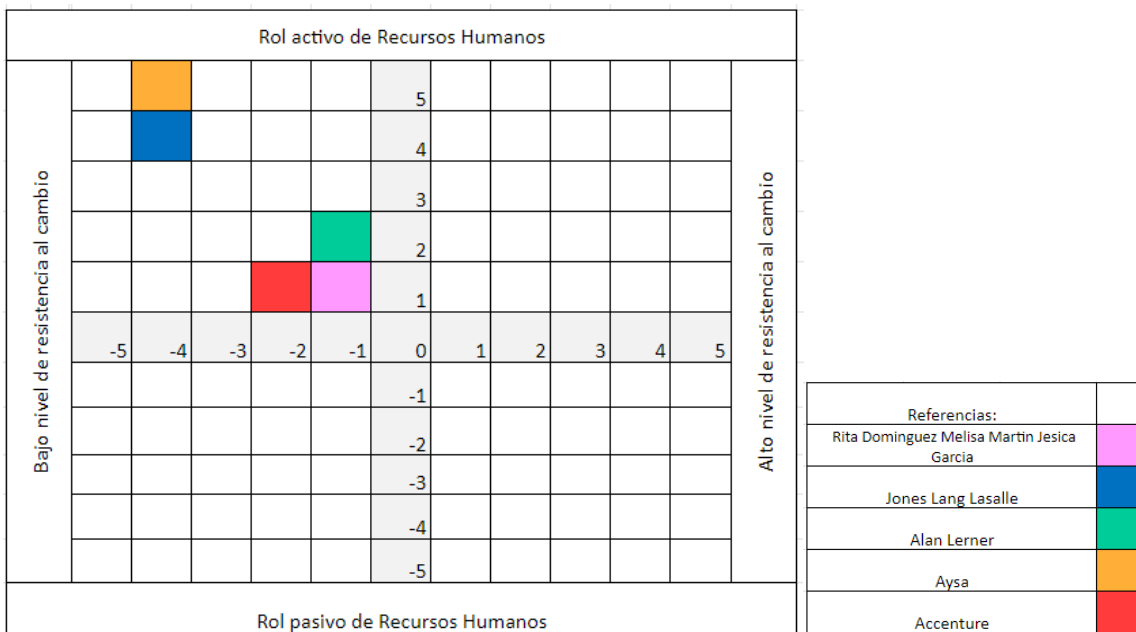 Rol activo de Recursos Humanos
Bajo nivel de resistencia al cambio
5
4
3
2
1
-5 -4 -3 -2 -1 0 1 2 3 4 5
-1
-2
-3
-4
-5
Alto nivel de resistencia al cambio
Rol pasivo de Recursos Humanos
Referencias:
Rita Dominguez Melisa Martin Jesica
Garcia
Jones Lang Lasalle
Alan Lerner
Aysa
Accenture